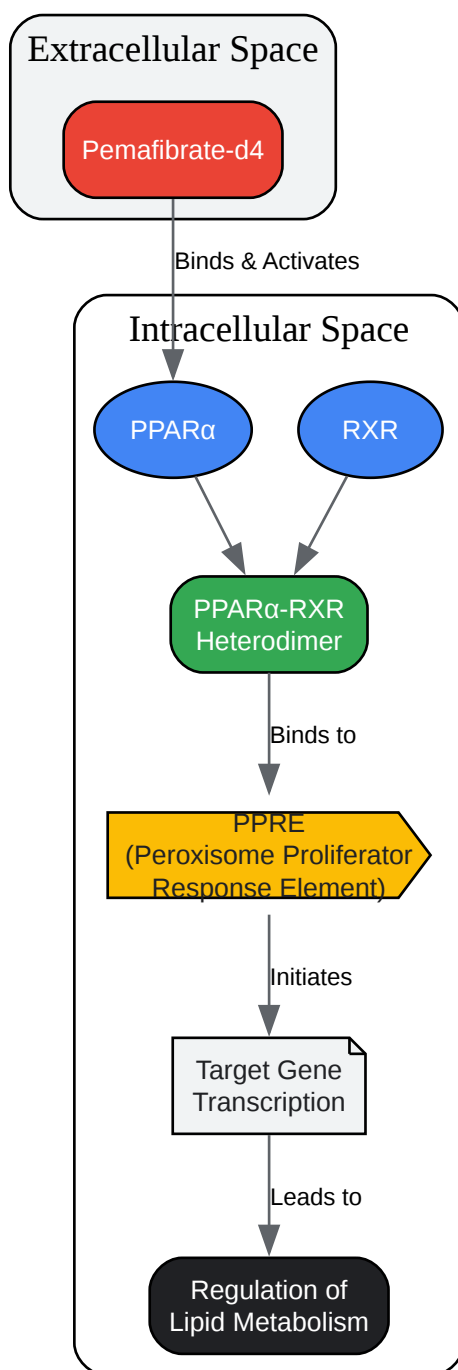 Extracellular Space
Pemafibrate-d4
Binds & Activates
Intracellular Space
PPARα
RXR
PPARα-RXR
Heterodimer
Binds to
PPRE
(Peroxisome Proliferator
Response Element)
Initiates
Target Gene
Transcription
Leads to
Regulation of
Lipid Metabolism